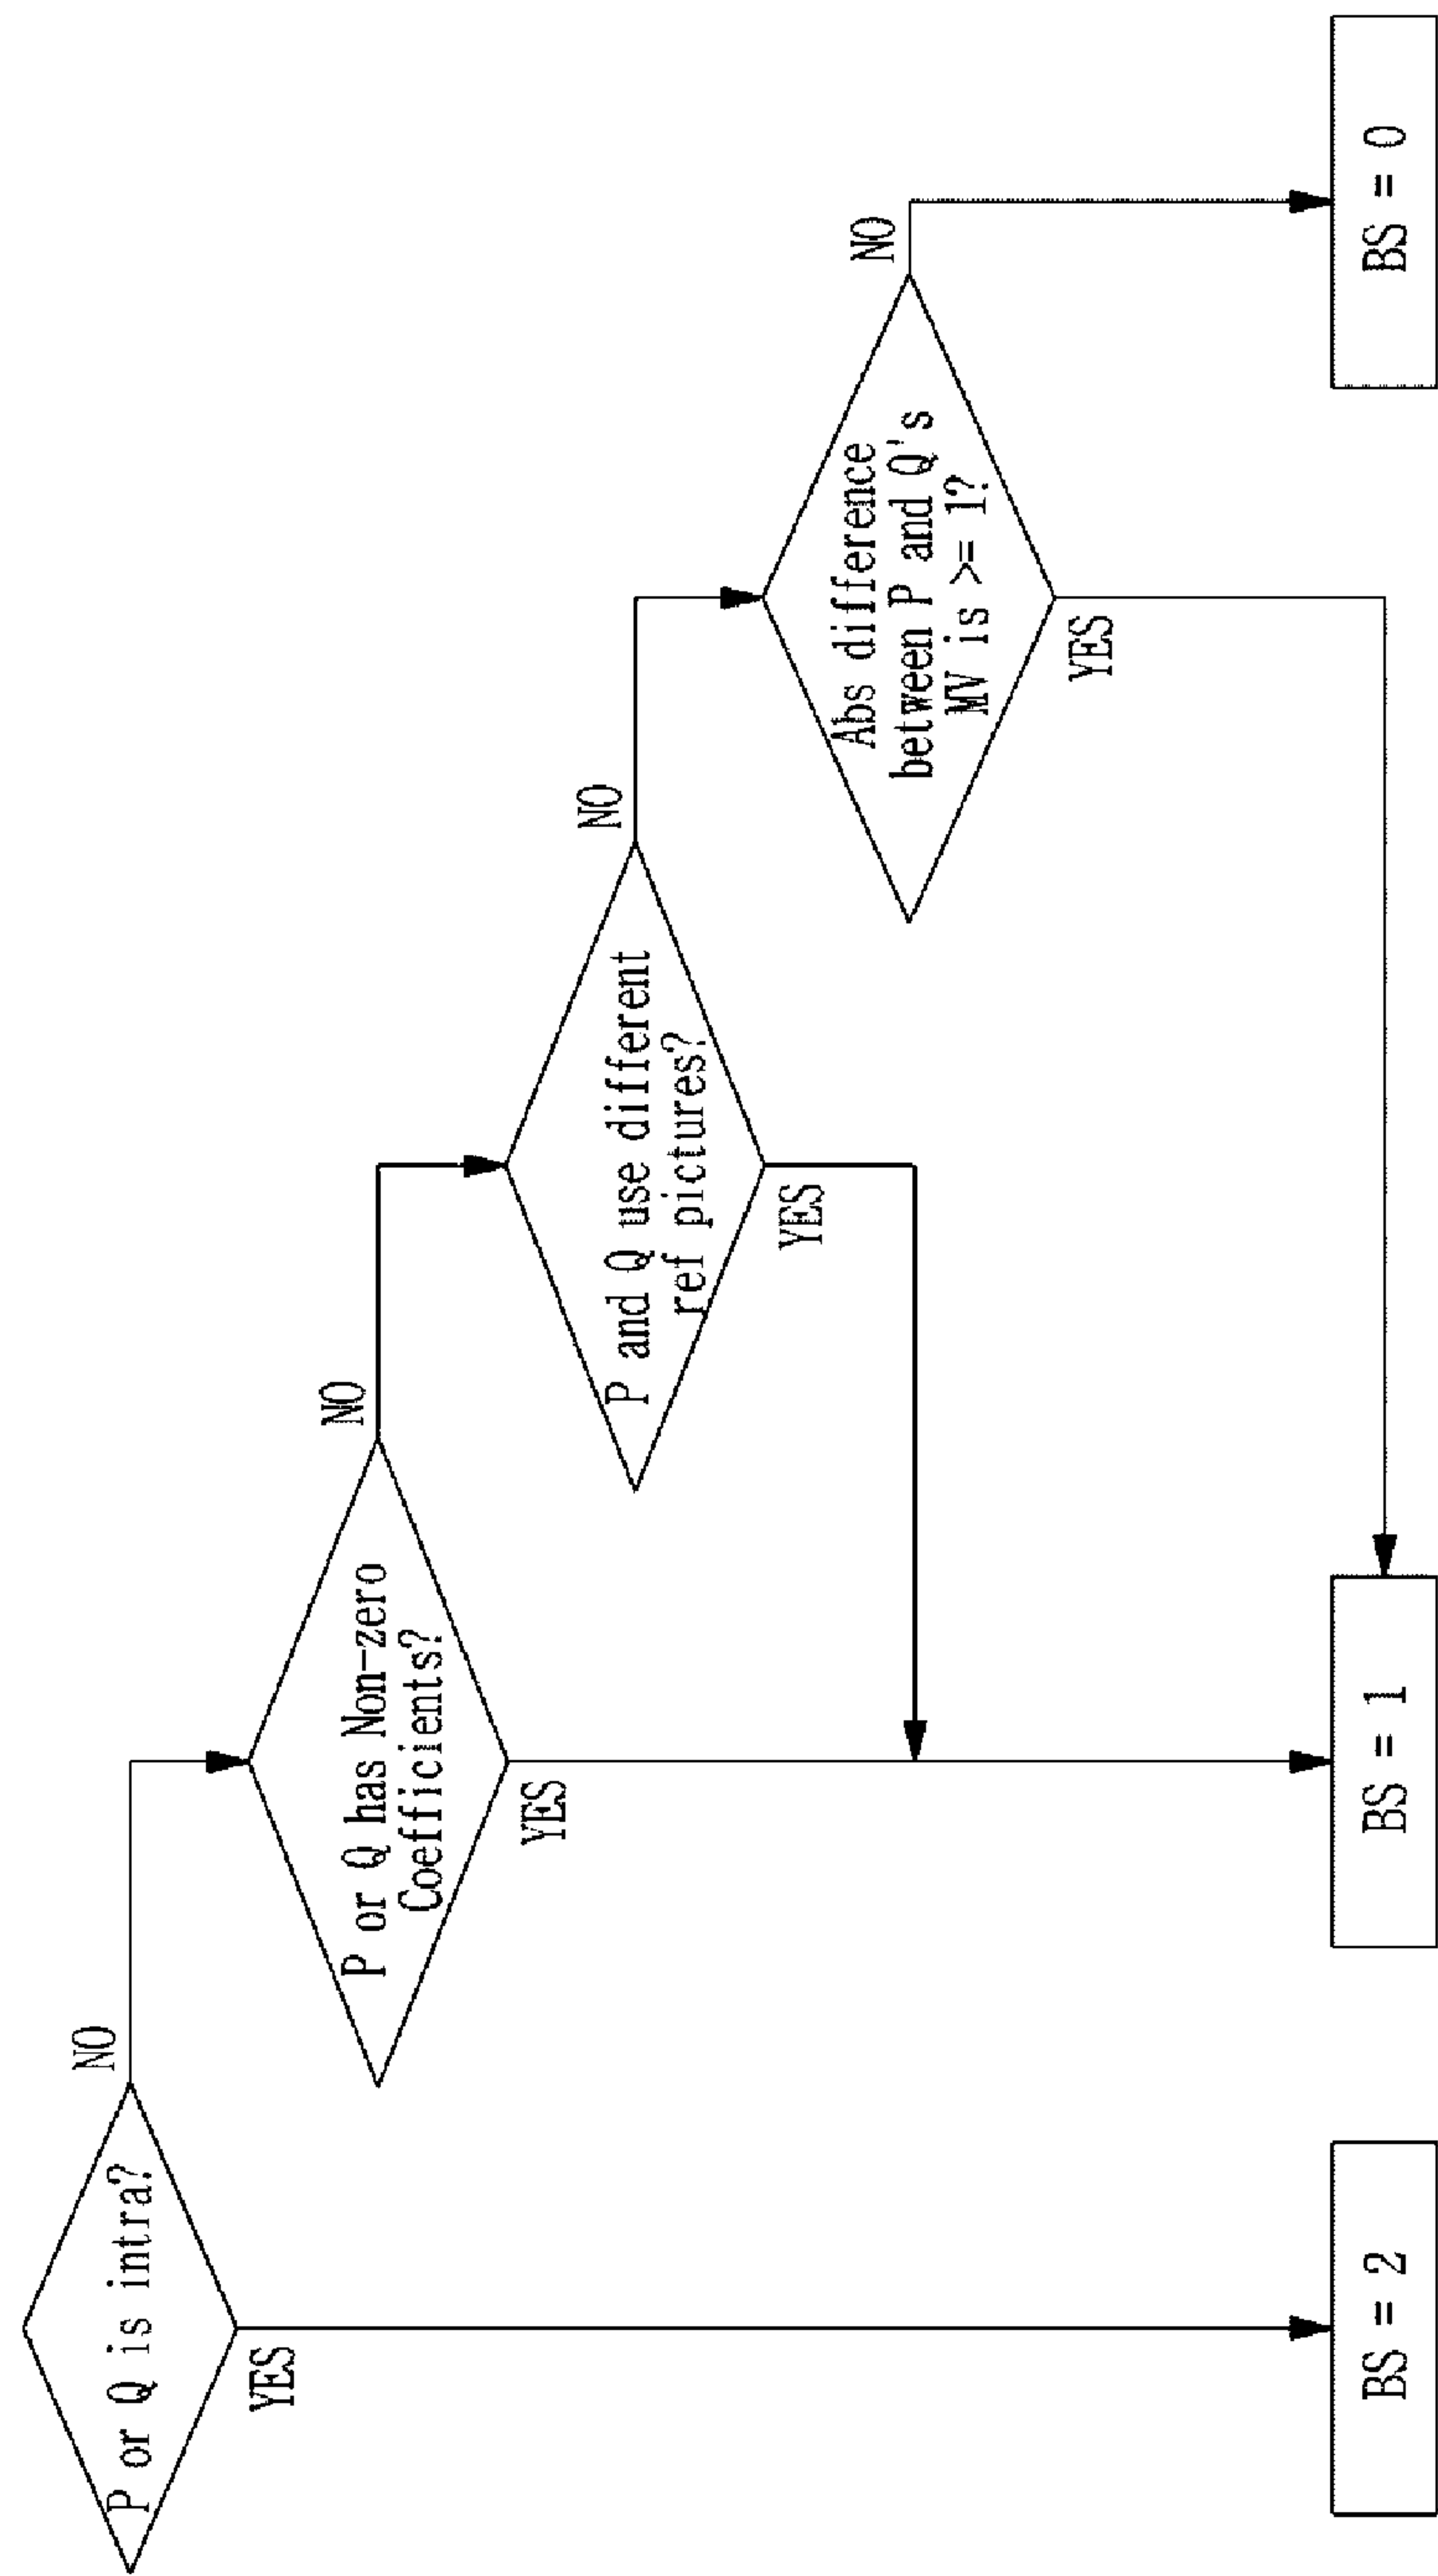 P or Q is intra?
NO
YES
P or Q has Non-zero
Coefficients?
NO
YES
P and Q use different
ref pictures?
NO
YES
Abs difference
between P and Q's
MV is >= 1?
NO
YES
BS = 2
BS = 1
BS = 0